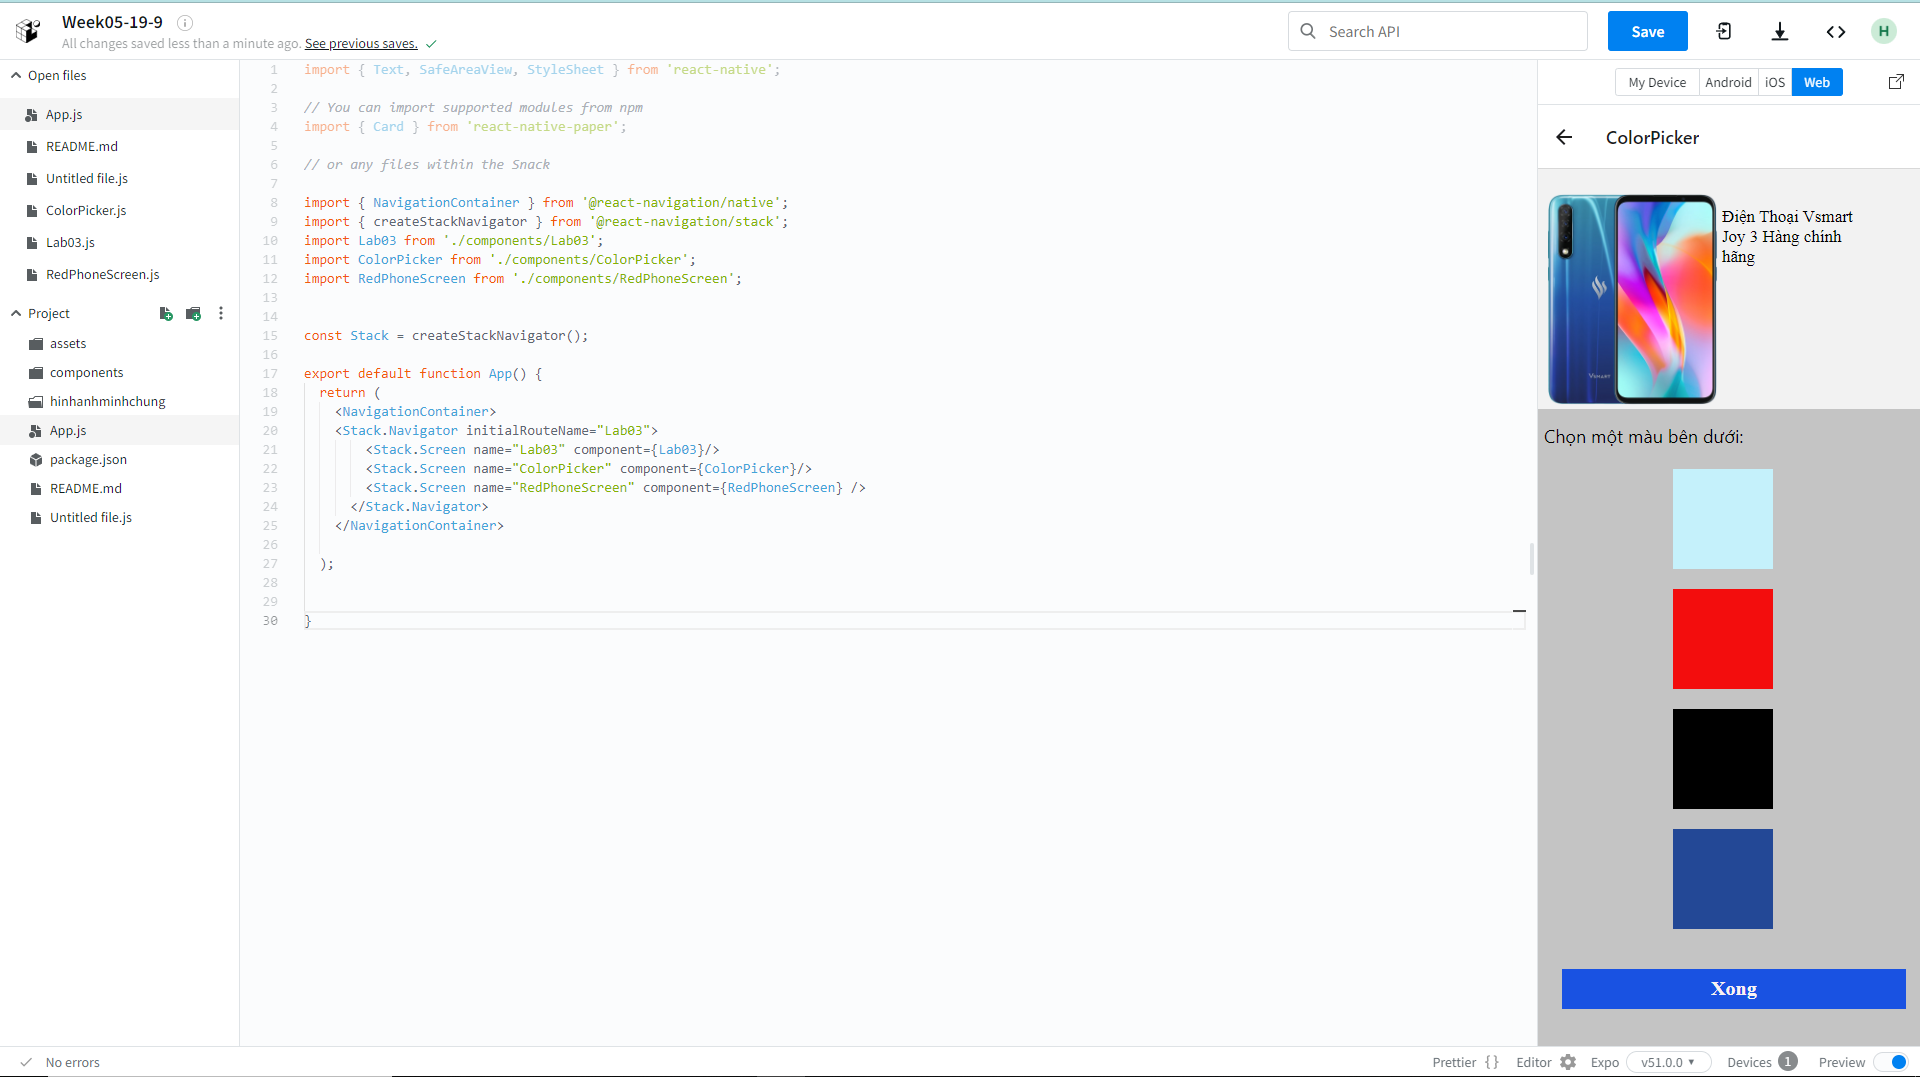 Week05-19-9
All changes saved less than a minute ago. See previous saves.
Search API
Save
H
Open files
App.js
README.md
Untitled file.js
ColorPicker.js
Lab03.js
RedPhoneScreen.js
Project
assets
components
hinhanhminhchung
App.js
package.json
README.md
Untitled file.js
1 import { Text, SafeAreaView, StyleSheet } from 'react-native';
2
3 // You can import supported modules from npm
4 import { Card } from 'react-native-paper';
5
6 // or any files within the Snack
7
8 import { NavigationContainer } from '@react-navigation/native';
9 import { createStackNavigator } from '@react-navigation/stack';
10 import Lab03 from './components/Lab03';
11 import ColorPicker from './components/ColorPicker';
12 import RedPhoneScreen from './components/RedPhoneScreen';
13
14
15 const Stack = createStackNavigator();
16
17 export default function App() {
18 return (
19 <NavigationContainer>
20 <Stack.Navigator initialRouteName="Lab03">
21 <Stack.Screen name="Lab03" component={Lab03}/>
22 <Stack.Screen name="ColorPicker" component={ColorPicker}/>
23 <Stack.Screen name="RedPhoneScreen" component={RedPhoneScreen} />
24 </Stack.Navigator>
25 </NavigationContainer>
26
27 );
28
29
30 }
My Device Android iOS Web
ColorPicker
Điện Thoại Vsmart
Joy 3 Hàng chính
hãng
VSMART
Chọn một màu bên dưới:
Xong
No errors
Prettier {} Editor Expo v51.0.0 Devices 1 Preview